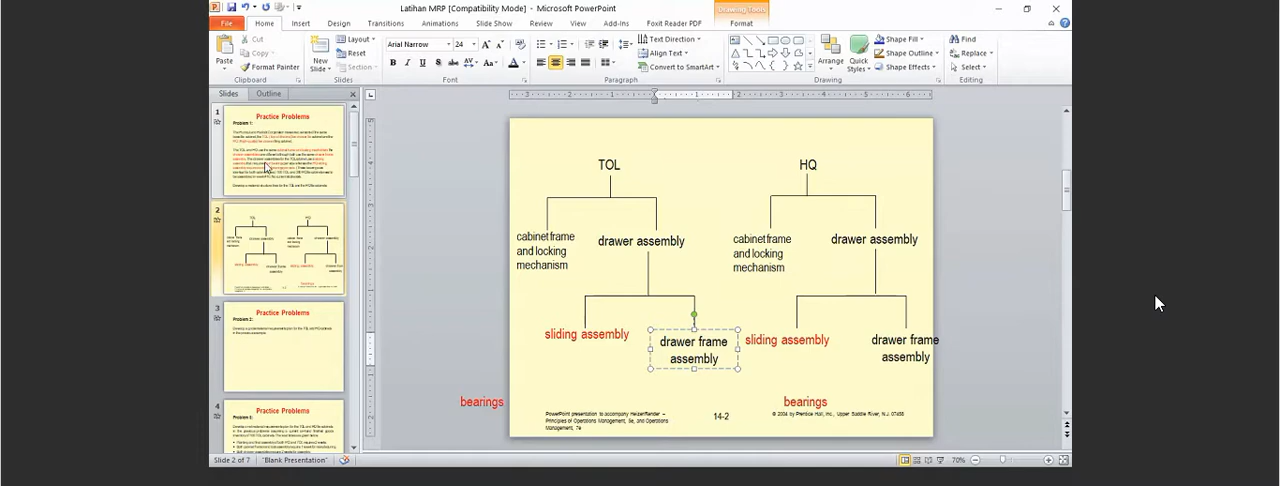 Latihan MRP [Compatibility Mode] - Microsoft PowerPoint
Drawing Tools
File Home Insert Design Transitions Animations Slide Show Review View Add-Ins Foxit Reader PDF Format
Paste
Cut
Copy
Format Painter
Clipboard
New
Slide
Layout
Reset
Section
Slides
Arial Narrow 24
Font
Text Direction
Align Text
Convert to SmartArt
Paragraph
Arrange
Quick
Styles
Shape Fill
Shape Outline
Shape Effects
Drawing
Find
Replace
Select
Editing
Slides Outline
1
Practice Problems
Problem 1:
2
TOL HQ
3
Practice Problems
Problem 2:
4
Practice Problems
Problem 3:
TOL
HQ
cabinet frame
and locking
mechanism
drawer assembly
cabinet frame
and locking
mechanism
drawer assembly
sliding assembly
drawer frame
assembly
sliding assembly
drawer frame
assembly
bearings
bearings
PowerPoint presentation to accompany Heizer/Render –
Principles of Operations Management, 5e, and Operations
Management, 7e
14-2
© 2004 by Prentice Hall, Inc., Upper Saddle River, N.J. 07458
Slide 2 of 7 "Blank Presentation" 70%